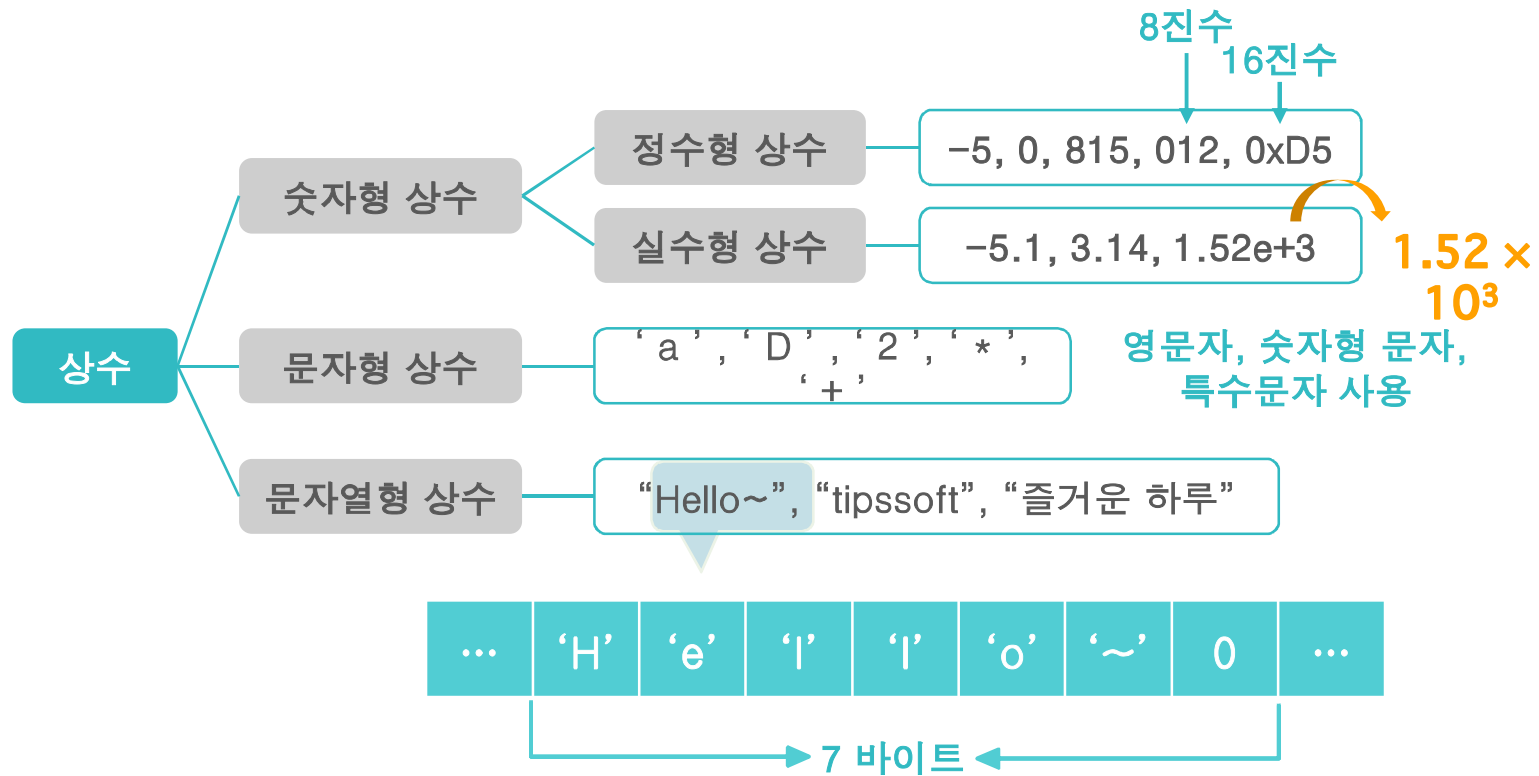 8진수
16진수
정수형 상수
-5, 0, 815, 012, 0xD5
숫자형 상수
실수형 상수
-5.1, 3.14, 1.52e+3
1.52 ×
10³
상수
문자형 상수
‘ a ’ , ‘ D ’ , ‘ 2 ’, ‘ * ’,
‘ + ’
영문자, 숫자형 문자,
특수문자 사용
문자열형 상수
“Hello~”, “tipssoft”, “즐거운 하루”
… ‘H’ ‘e’ ‘l’ ‘l’ ‘o’ ‘~’ 0 …
7 바이트